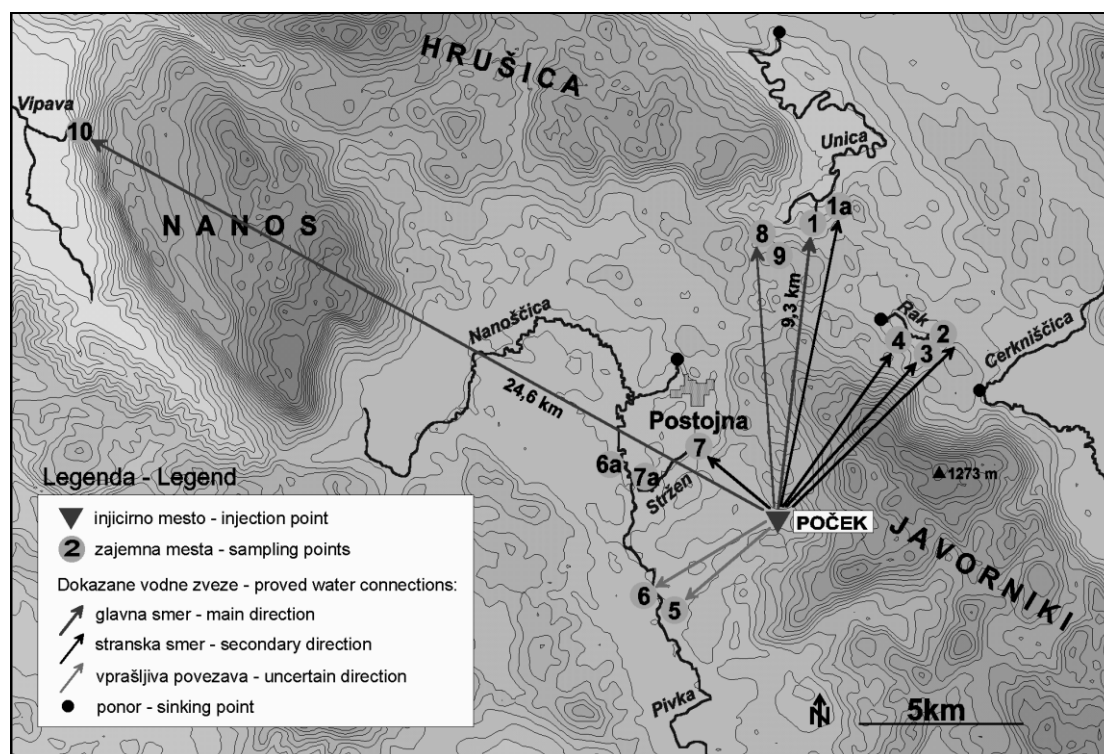 HRUŠICA
Vipava
10
Unica
NANOS
1
1a
8
9
9,3 km
Rak
2
4
3
Cerkniščica
Nanoščica
24,6 km
Postojna
7
6a
7a
Stržen
1273 m
POČEK
JAVORNIKI
6
5
Pivka
N
5km
Legenda - Legend
injicirno mesto - injection point
2 zajemna mesta - sampling points
Dokazane vodne zveze - proved water connections:
glavna smer - main direction
stranska smer - secondary direction
vprašljiva povezava - uncertain direction
ponor - sinking point